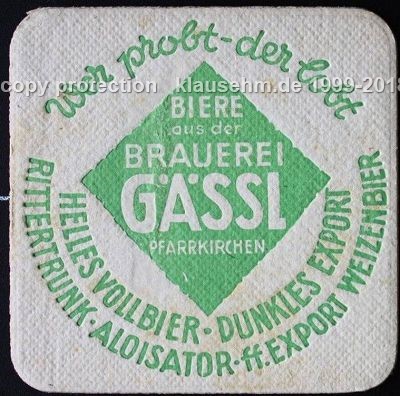 Wer probt - der lobt
copy protection klausehm.de 1999-2018
BIERE
aus der
BRAUEREI
GÄSSL
PFARRKIRCHEN
HELLES VOLLBIER · DUNKLES EXPORT
RITTERTRUNK · ALOISATOR · ff. EXPORT WEIZENBIER